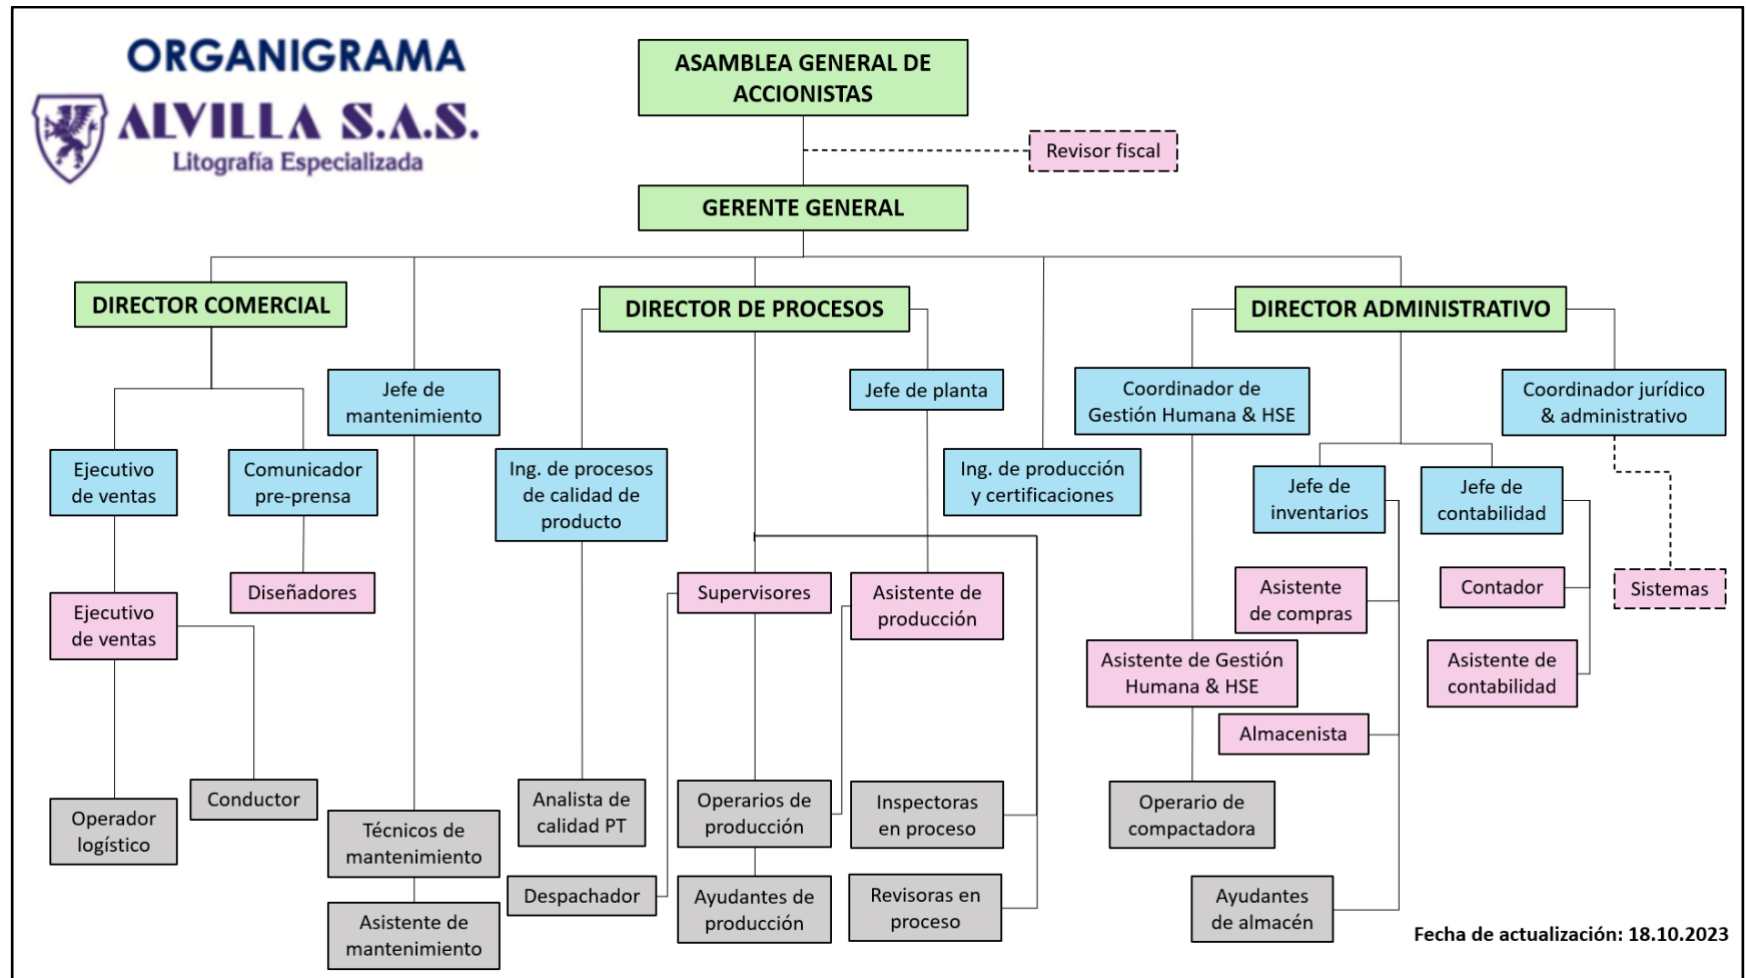 ORGANIGRAMA
ALVILLA S.A.S.
Litografía Especializada
ASAMBLEA GENERAL DE
ACCIONISTAS
Revisor fiscal
GERENTE GENERAL
DIRECTOR COMERCIAL
DIRECTOR DE PROCESOS
DIRECTOR ADMINISTRATIVO
Jefe de
mantenimiento
Jefe de planta
Coordinador de
Gestión Humana & HSE
Coordinador jurídico
& administrativo
Ejecutivo
de ventas
Comunicador
pre-prensa
Ing. de procesos
de calidad de
producto
Ing. de producción
y certificaciones
Jefe de
inventarios
Jefe de
contabilidad
Diseñadores
Supervisores
Asistente de
producción
Asistente
de compras
Contador
Sistemas
Ejecutivo
de ventas
Asistente de Gestión
Humana & HSE
Asistente de
contabilidad
Almacenista
Conductor
Operador
logístico
Técnicos de
mantenimiento
Analista de
calidad PT
Operarios de
producción
Inspectoras
en proceso
Operario de
compactadora
Despachador
Ayudantes de
producción
Revisoras en
proceso
Ayudantes
de almacén
Asistente de
mantenimiento
Fecha de actualización: 18.10.2023